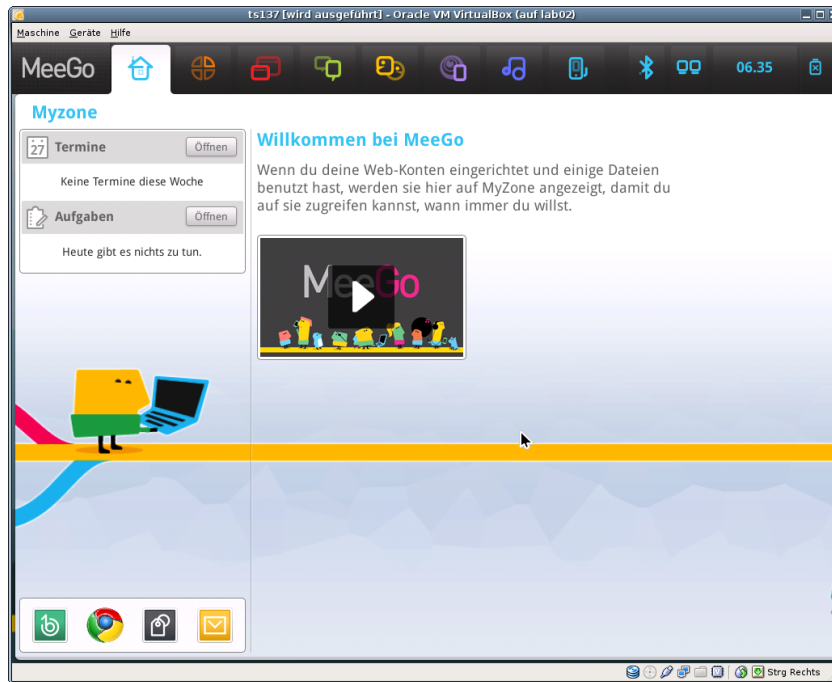 ts137 [wird ausgeführt] - Oracle VM VirtualBox (auf lab02)
Maschine Geräte Hilfe
MeeGo 06.35
Myzone
27 Termine Öffnen
Keine Termine diese Woche
Aufgaben Öffnen
Heute gibt es nichts zu tun.
Willkommen bei MeeGo
Wenn du deine Web-Konten eingerichtet und einige Dateien
benutzt hast, werden sie hier auf MyZone angezeigt, damit du
auf sie zugreifen kannst, wann immer du willst.
MeeGo
Strg Rechts